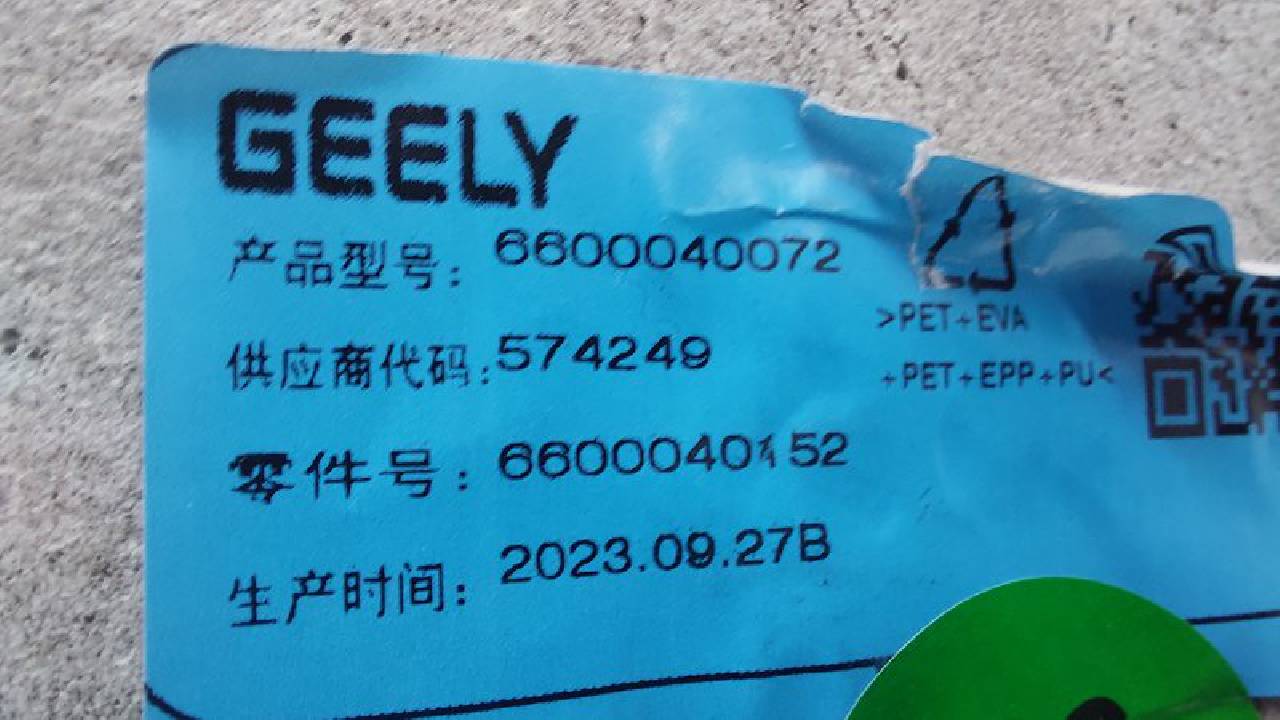 GEELY
产品型号: 6600040072
>PET+EVA
供应商代码:574249
+PET+EPP+PU<
零件号: 6600040152
生产时间: 2023.09.27B